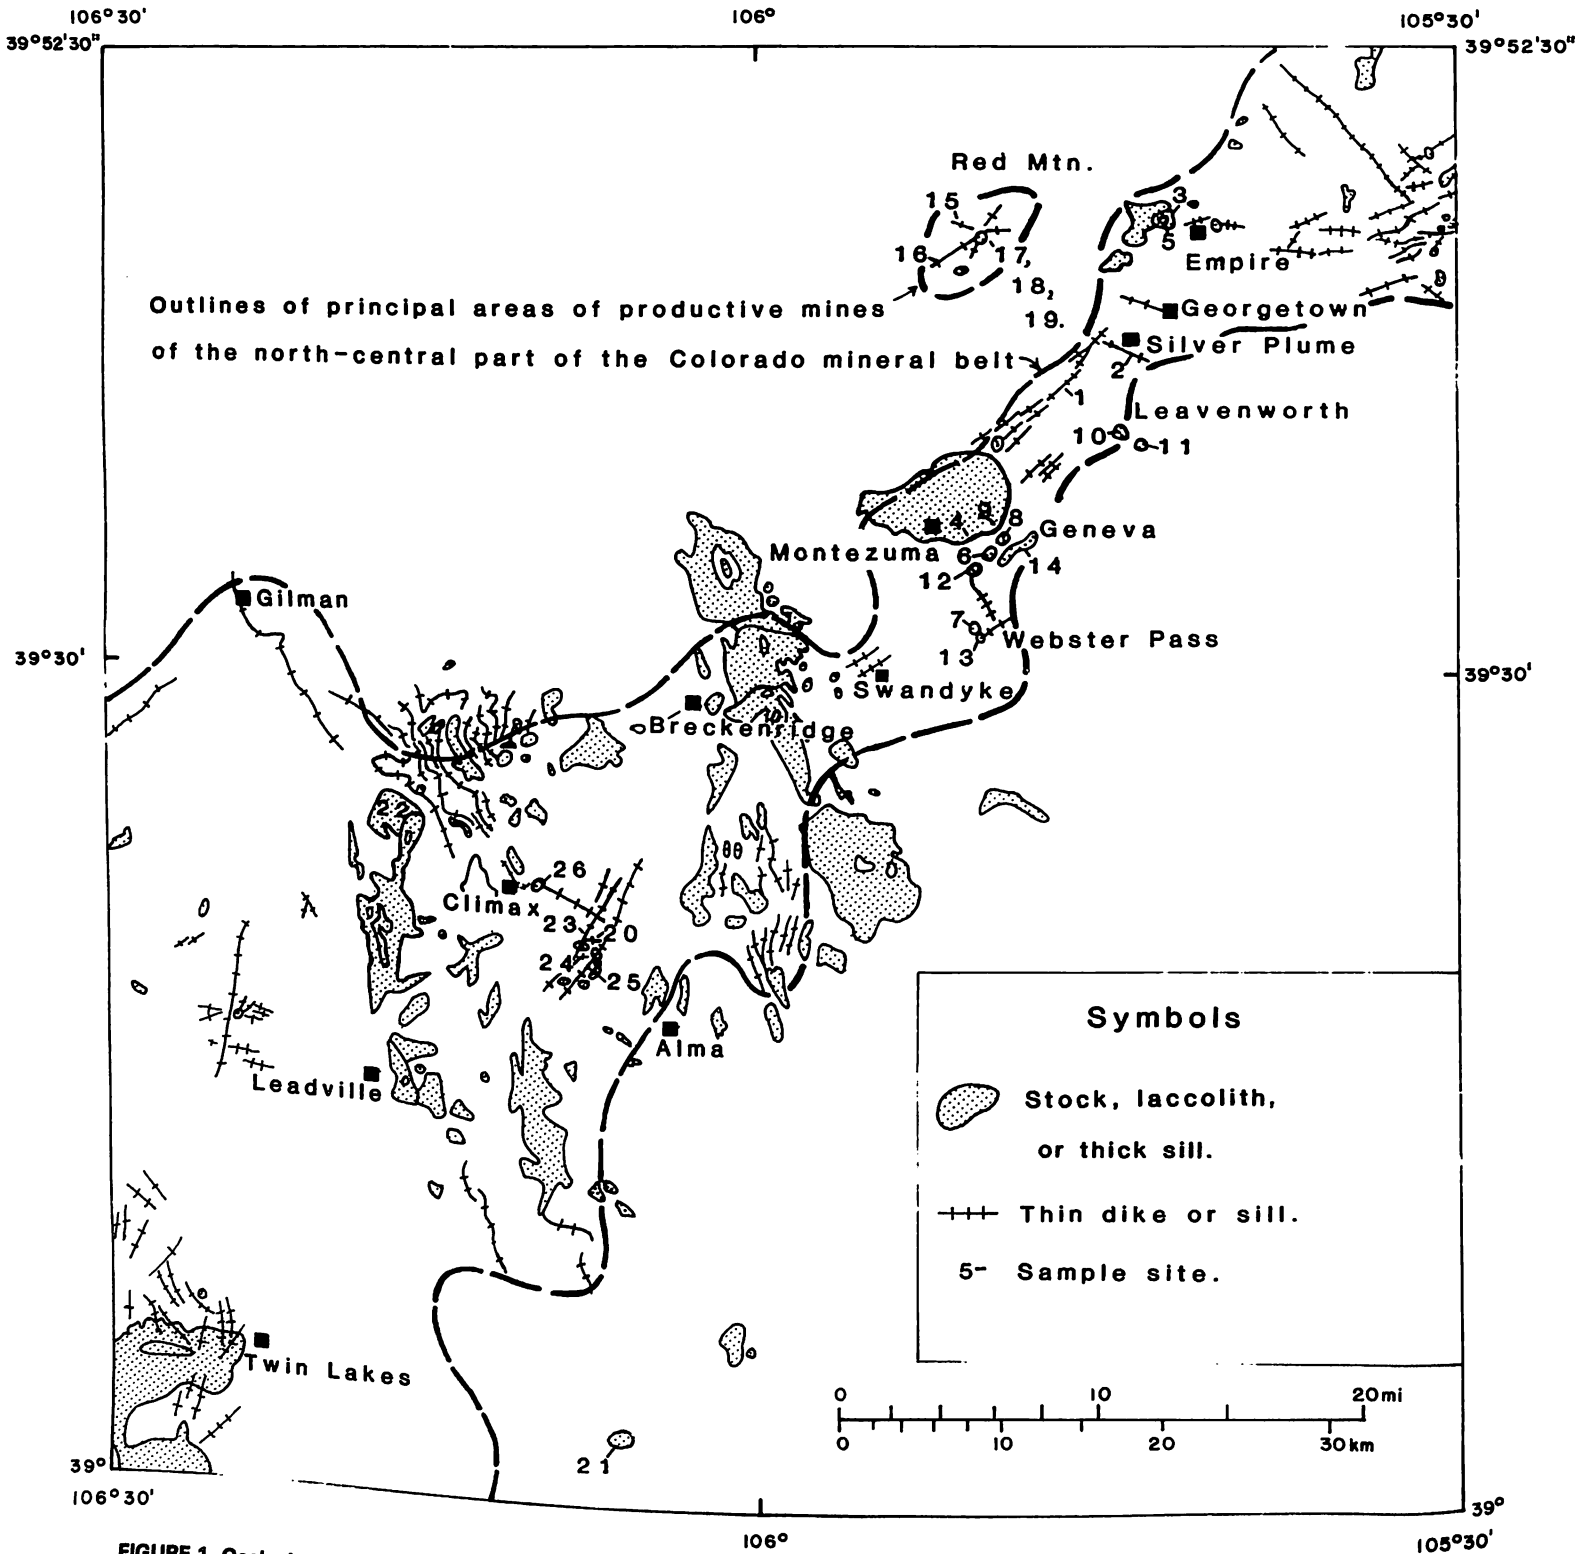 106°30'
106°
105°30'
39°52'30"
39°52'30"
Red Mtn.
15
3
16
17,
5
Empire
18,
Outlines of principal areas of productive mines
Georgetown
19.
of the north-central part of the Colorado mineral belt
Silver Plume
2
1
Leavenworth
10
11
4
8
Geneva
Montezuma
6
14
12
Gilman
7
Webster Pass
13
39°30'
39°30'
Swandyke
Breckenridge
22
26
Climax
23
20
24
25
Symbols
Alma
Leadville
Stock, laccolith,
or thick sill.
Thin dike or sill.
5- Sample site.
Twin Lakes
0 10 20mi
0 10 20 30km
21
39°
106°30'
39°
106°
105°30'
FIGURE 1.